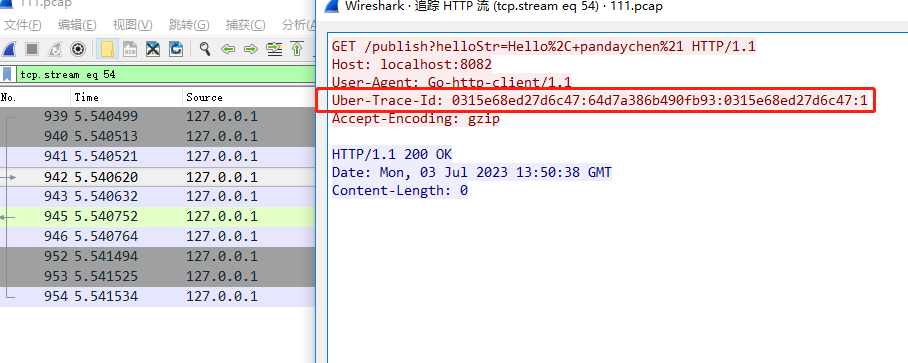 111.pcap
文件(F) 编辑(E) 视图(V) 跳转(G) 捕获(C) 分析(A
tcp.stream eq 54
No. Time Source
939 5.540499 127.0.0.1
940 5.540513 127.0.0.1
941 5.540521 127.0.0.1
942 5.540620 127.0.0.1
943 5.540632 127.0.0.1
945 5.540752 127.0.0.1
946 5.540764 127.0.0.1
952 5.541494 127.0.0.1
953 5.541525 127.0.0.1
954 5.541534 127.0.0.1
Wireshark · 追踪 HTTP 流 (tcp.stream eq 54) · 111.pcap
GET /publish?helloStr=Hello%2C+pandaychen%21 HTTP/1.1
Host: localhost:8082
User-Agent: Go-http-client/1.1
Uber-Trace-Id: 0315e68ed27d6c47:64d7a386b490fb93:0315e68ed27d6c47:1
Accept-Encoding: gzip
HTTP/1.1 200 OK
Date: Mon, 03 Jul 2023 13:50:38 GMT
Content-Length: 0